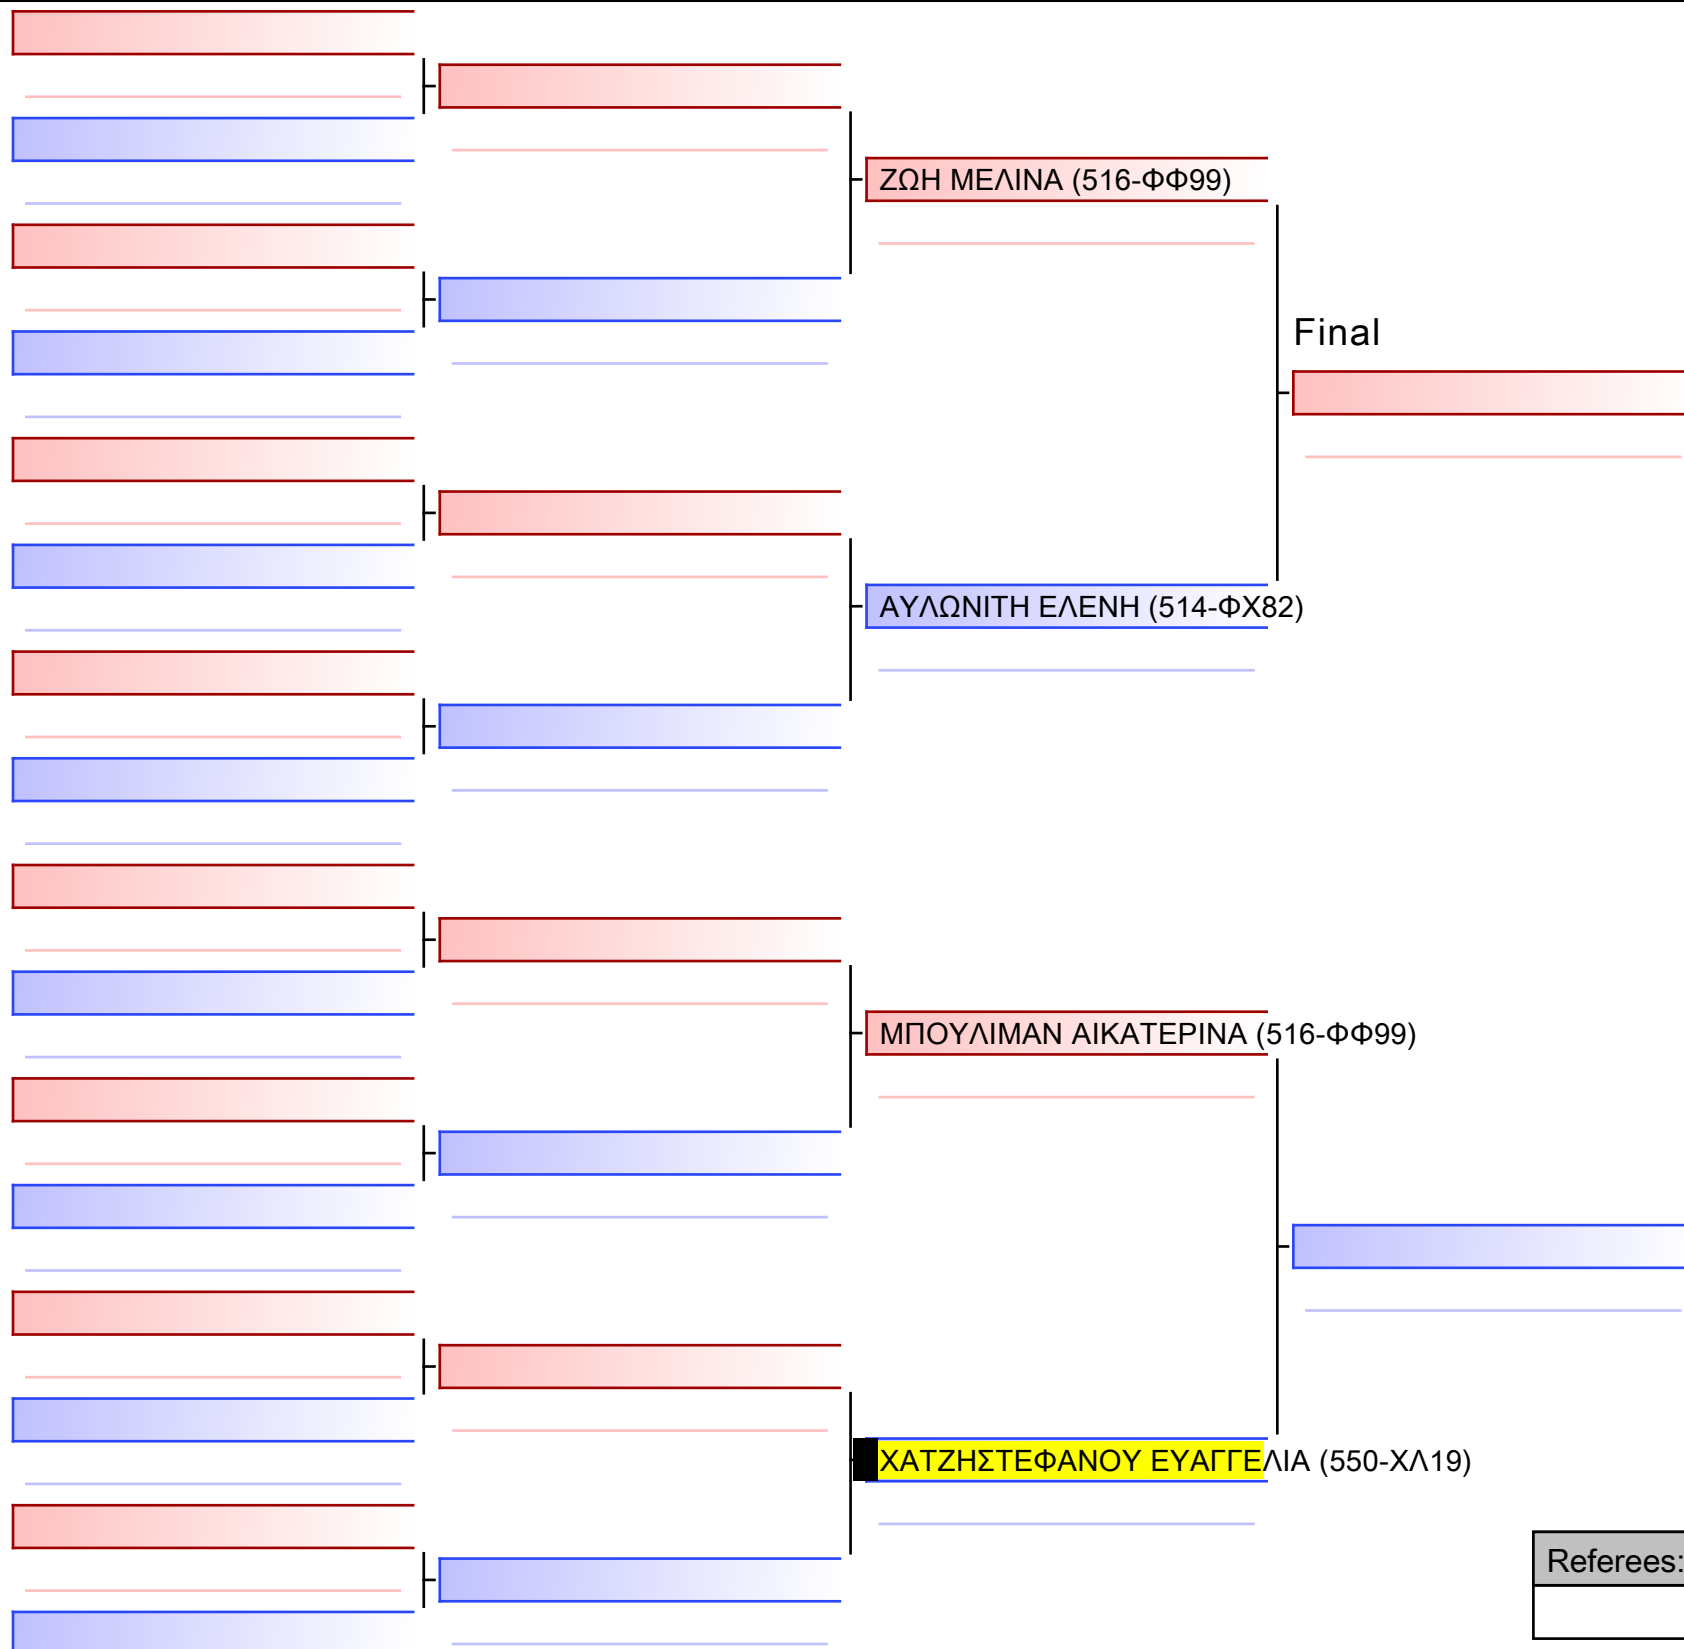 ΖΩΗ ΜΕΛΙΝΑ (516-ΦΦ99)
Final
ΑΥΛΩΝΙΤΗ ΕΛΕΝΗ (514-ΦΧ82)
ΜΠΟΥΛΙΜΑΝ ΑΙΚΑΤΕΡΙΝΑ (516-ΦΦ99)
ΧΑΤΖΗΣΤΕΦΑΝΟΥ ΕΥΑΓΓΕΛΙΑ (550-ΧΛ19)
Referees: